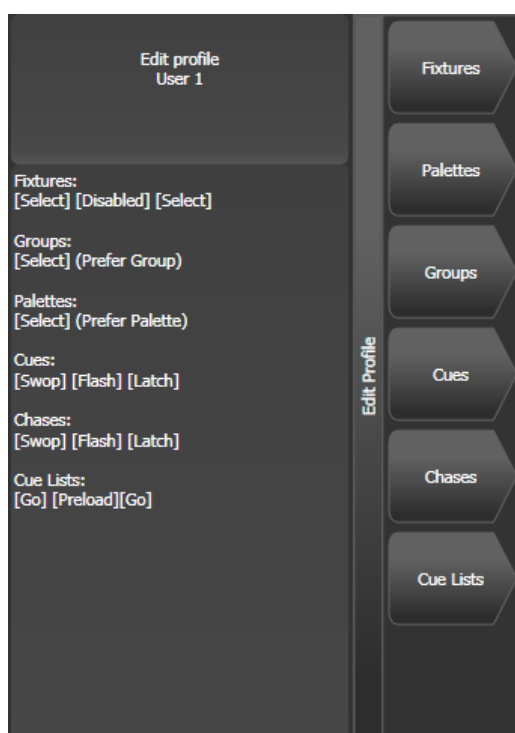 Edit profile
User 1
Fixtures:
[Select] [Disabled] [Select]
Groups:
[Select] (Prefer Group)
Palettes:
[Select] (Prefer Palette)
Cues:
[Swop] [Flash] [Latch]
Chases:
[Swop] [Flash] [Latch]
Cue Lists:
[Go] [Preload][Go]
Edit Profile
Fixtures
Palettes
Groups
Cues
Chases
Cue Lists